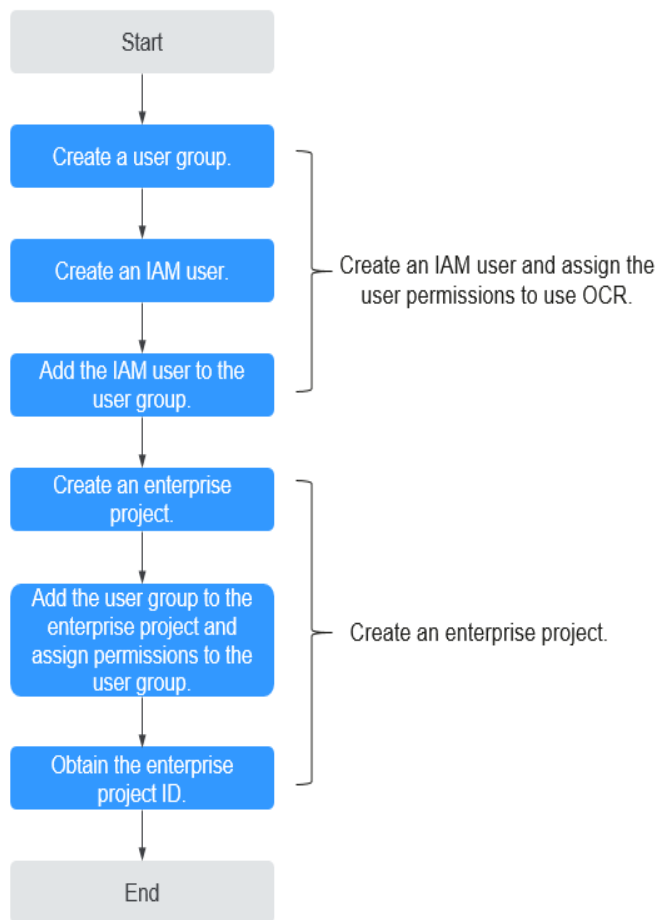 Start
Create a user group.
Create an IAM user.
Add the IAM user to the
user group.
Create an IAM user and assign the
user permissions to use OCR.
Create an enterprise
project.
Add the user group to the
enterprise project and
assign permissions to the
user group.
Obtain the enterprise
project ID.
Create an enterprise project.
End